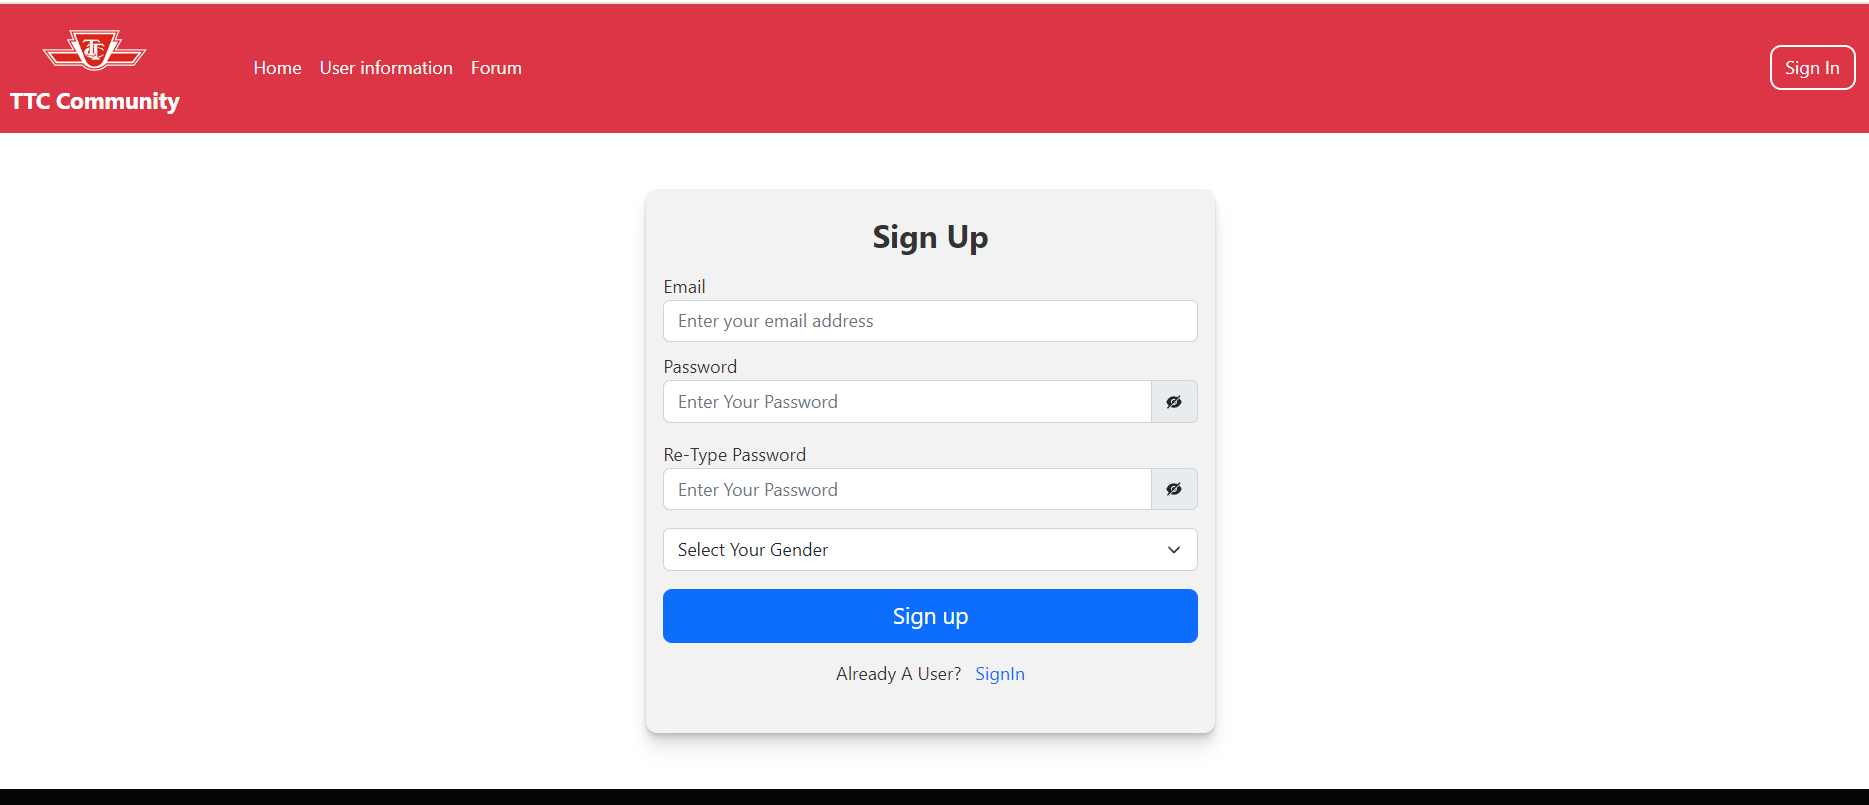 TTC
TTC Community
Home User information Forum
Sign In
Sign Up
Email
Enter your email address
Password
Enter Your Password
Re-Type Password
Enter Your Password
Select Your Gender
Sign up
Already A User? SignIn